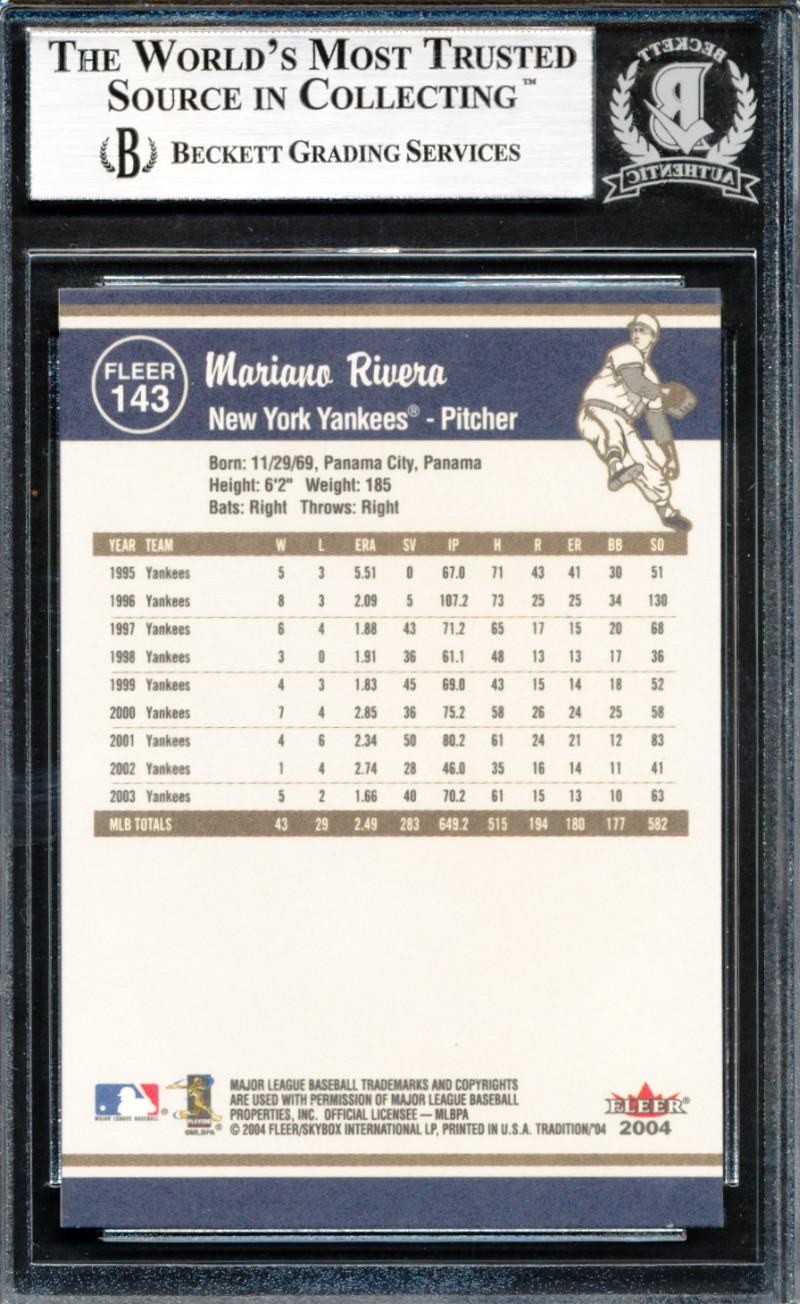 THE WORLD'S MOST TRUSTED
SOURCE IN COLLECTING™
B BECKETT GRADING SERVICES
BECKETT
B
AUTHENTIC
FLEER
143
Mariano Rivera
New York Yankees® - Pitcher
Born: 11/29/69, Panama City, Panama
Height: 6'2" Weight: 185
Bats: Right Throws: Right
YEAR TEAM W L ERA SV IP H R ER BB SO
1995 Yankees 5 3 5.51 0 67.0 71 43 41 30 51
1996 Yankees 8 3 2.09 5 107.2 73 25 25 34 130
1997 Yankees 6 4 1.88 43 71.2 65 17 15 20 68
1998 Yankees 3 0 1.91 36 61.1 48 13 13 17 36
1999 Yankees 4 3 1.83 45 69.0 43 15 14 18 52
2000 Yankees 7 4 2.85 36 75.2 58 26 24 25 58
2001 Yankees 4 6 2.34 50 80.2 61 24 21 12 83
2002 Yankees 1 4 2.74 28 46.0 35 16 14 11 41
2003 Yankees 5 2 1.66 40 70.2 61 15 13 10 63
MLB TOTALS 43 29 2.49 283 649.2 515 194 180 177 582
MAJOR LEAGUE BASEBALL TRADEMARKS AND COPYRIGHTS
ARE USED WITH PERMISSION OF MAJOR LEAGUE BASEBALL
PROPERTIES, INC. OFFICIAL LICENSEE — MLBPA
© 2004 FLEER/SKYBOX INTERNATIONAL LP, PRINTED IN U.S.A. TRADITION/'04
MAJOR LEAGUE BASEBALL ®
PLAYERS
©MLBPA ®
FLEER®
2004